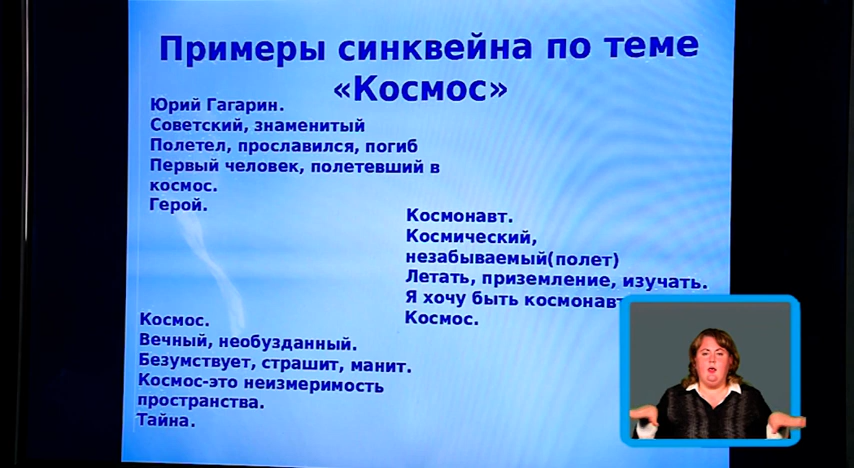 Примеры синквейна по теме
«Космос»
Юрий Гагарин.
Советский, знаменитый
Полетел, прославился, погиб
Первый человек, полетевший в
космос.
Герой.
Космонавт.
Космический,
незабываемый(полет)
Летать, приземление, изучать.
Я хочу быть
Космос.
Космос.
Вечный, необузданный.
Безумствует, страшит, манит.
Космос-это неизмеримость
пространства.
Тайна.